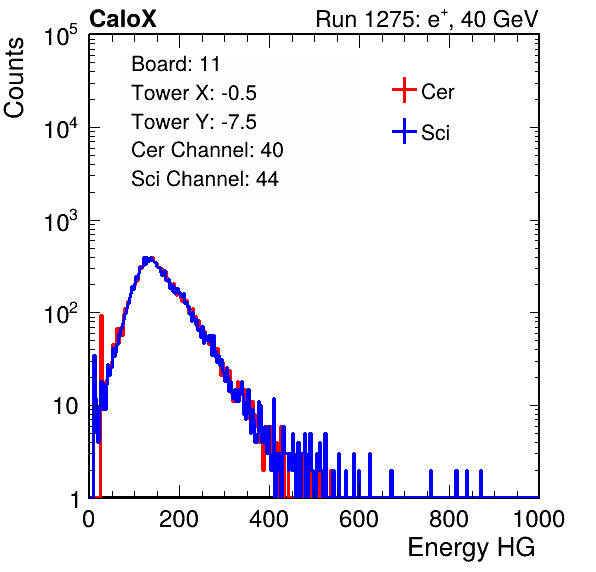 CaloX Run 1275: e⁺, 40 GeV
Counts
Board: 11
Tower X: -0.5
Tower Y: -7.5
Cer Channel: 40
Sci Channel: 44
Cer
Sci
10⁵
10⁴
10³
10²
10
1
0 200 400 600 800 1000
Energy HG